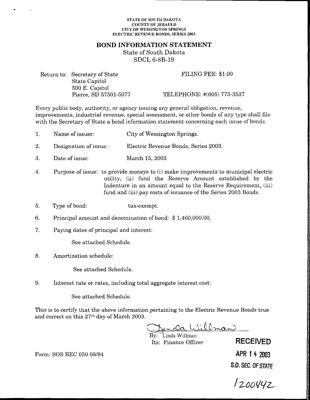 STATE OF SOUTH DAKOTA
COUNTY OF JERAULD
CITY OF WESSINGTON SPRINGS
ELECTRIC REVENUE BONDS, SERIES 2003
BOND INFORMATION STATEMENT
State of South Dakota
SDCL 6-8B-19
Return to: Secretary of State FILING FEE: $1.00
State Capitol
500 E. Capitol
Pierre, SD 57501-5077 TELEPHONE: #(605) 773-3537
Every public body, authority, or agency issuing any general obligation, revenue,
improvements, industrial revenue, special assessment, or other bonds of any type shall file
with the Secretary of State a bond information statement concerning each issue of bonds.
1. Name of issuer: City of Wessington Springs.
2. Designation of issue: Electric Revenue Bonds, Series 2003.
3. Date of issue: March 15, 2003
4. Purpose of issue: to provide moneys to (i) make improvements to municipal electric
utility, (ii) fund the Reserve Account established by the
Indenture in an amount equal to the Reserve Requirement, (iii)
fund and (iii) pay costs of issuance of the Series 2003 Bonds.
5. Type of bond: tax-exempt.
6. Principal amount and denomination of bond: $ 1,460,000.00.
7. Paying dates of principal and interest:
See attached Schedule.
8. Amortization schedule:
See attached Schedule.
9. Interest rate or rates, including total aggregate interest cost:
See attached Schedule.
This is to certify that the above information pertaining to the Electric Revenue Bonds true
and correct on this 27th day of March 2003.
Linda Willman
By: Linda Willman
Its: Finance Officer
RECEIVED
Form: SOS REC 050 08/84 APR 14 2003
S.D. SEC. OF STATE
1200442